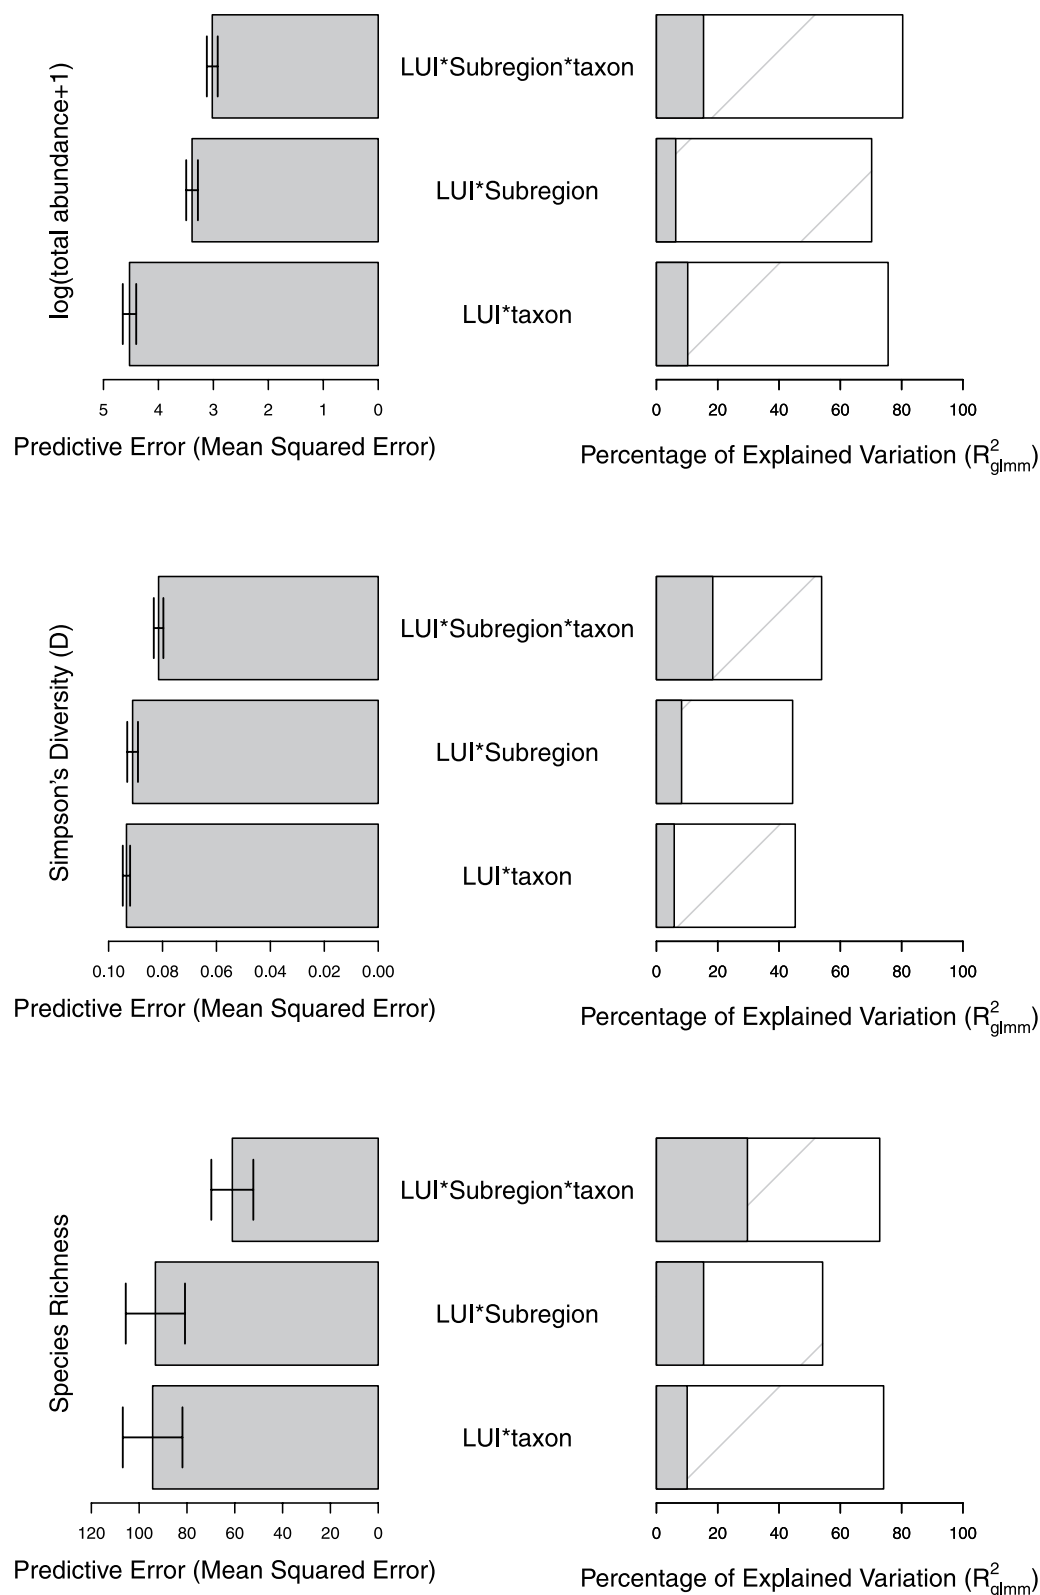 log(total abundance+1)
LUI*Subregion*taxon
LUI*Subregion
LUI*taxon
5 4 3 2 1 0
Predictive Error (Mean Squared Error)
0 20 40 60 80 100
Percentage of Explained Variation (R²glmm)
Simpson's Diversity (D)
LUI*Subregion*taxon
LUI*Subregion
LUI*taxon
0.10 0.08 0.06 0.04 0.02 0.00
Predictive Error (Mean Squared Error)
0 20 40 60 80 100
Percentage of Explained Variation (R²glmm)
Species Richness
LUI*Subregion*taxon
LUI*Subregion
LUI*taxon
120 100 80 60 40 20 0
Predictive Error (Mean Squared Error)
0 20 40 60 80 100
Percentage of Explained Variation (R²glmm)